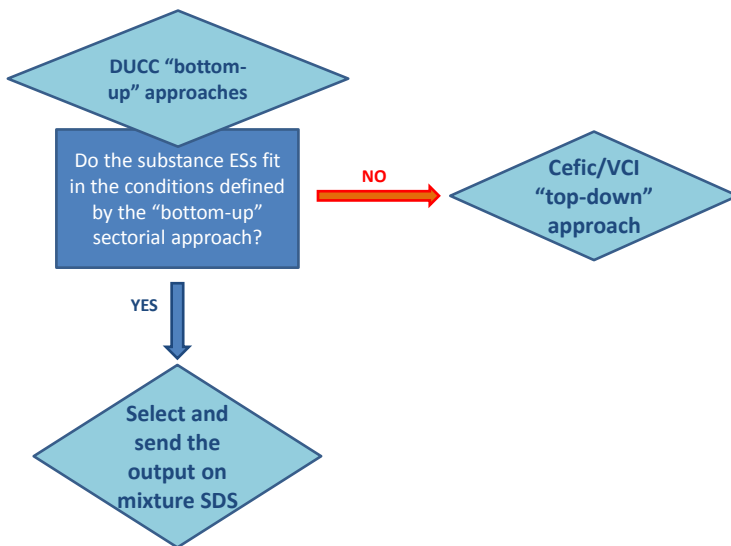 DUCC “bottom-
up” approaches
Do the substance ESs fit
in the conditions defined
by the “bottom-up”
sectorial approach?
NO
Cefic/VCI
“top-down”
approach
YES
Select and
send the
output on
mixture SDS